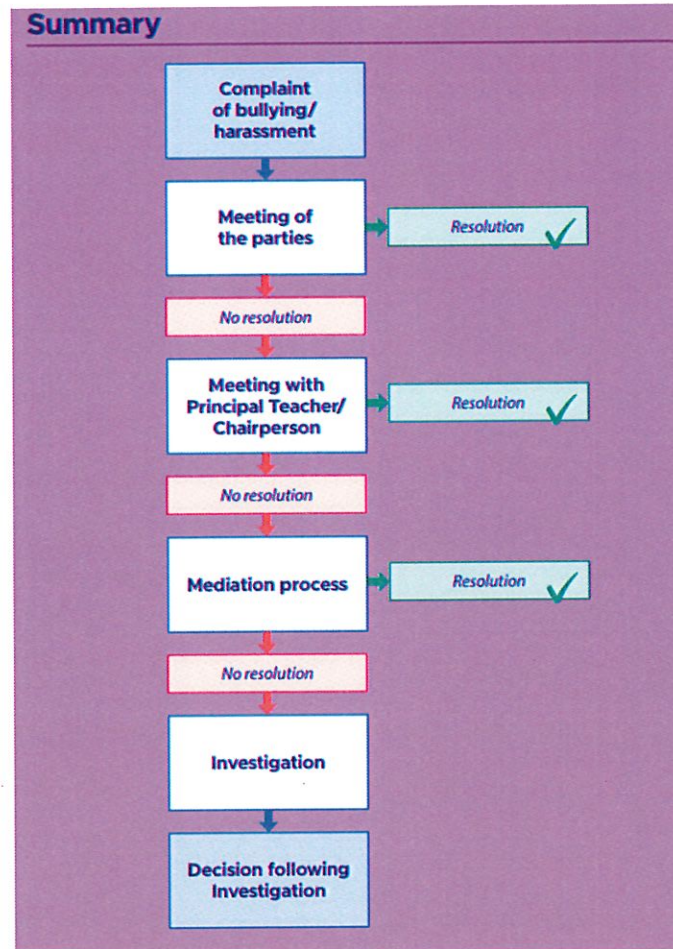 Summary
Complaint
of bullying/
harassment
Meeting of
the parties
Resolution
No resolution
Meeting with
Principal Teacher/
Chairperson
Resolution
No resolution
Mediation process
Resolution
No resolution
Investigation
Decision following
Investigation